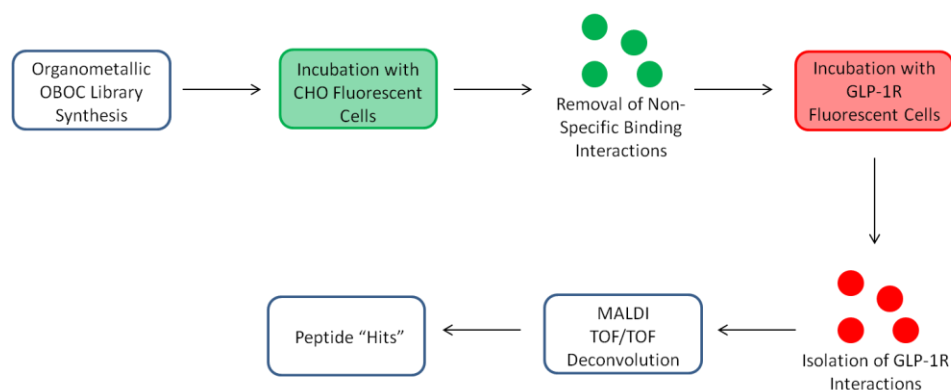 Organometallic
OBOC Library
Synthesis
Incubation with
CHO Fluorescent
Cells
Removal of Non-
Specific Binding
Interactions
Incubation with
GLP-1R
Fluorescent Cells
Isolation of GLP-1R
Interactions
MALDI
TOF/TOF
Deconvolution
Peptide “Hits”